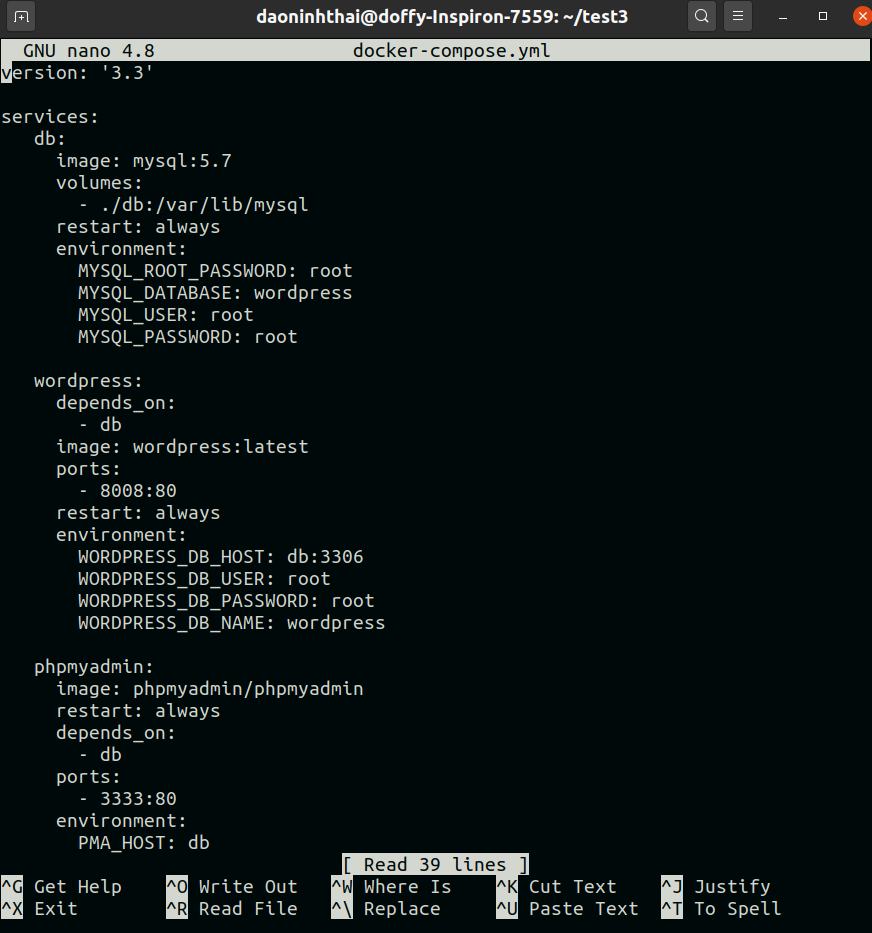 daoninhthai@doffy-Inspiron-7559: ~/test3
GNU nano 4.8 docker-compose.yml
version: '3.3'

services:
   db:
     image: mysql:5.7
     volumes:
       - ./db:/var/lib/mysql
     restart: always
     environment:
       MYSQL_ROOT_PASSWORD: root
       MYSQL_DATABASE: wordpress
       MYSQL_USER: root
       MYSQL_PASSWORD: root

   wordpress:
     depends_on:
       - db
     image: wordpress:latest
     ports:
       - 8008:80
     restart: always
     environment:
       WORDPRESS_DB_HOST: db:3306
       WORDPRESS_DB_USER: root
       WORDPRESS_DB_PASSWORD: root
       WORDPRESS_DB_NAME: wordpress

   phpmyadmin:
     image: phpmyadmin/phpmyadmin
     restart: always
     depends_on:
       - db
     ports:
       - 3333:80
     environment:
       PMA_HOST: db
[ Read 39 lines ]
^G Get Help ^O Write Out ^W Where Is ^K Cut Text ^J Justify
^X Exit ^R Read File ^\ Replace ^U Paste Text ^T To Spell